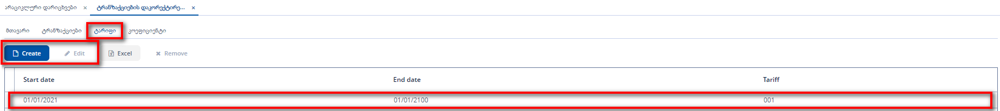 არაციკლური დარიცხვები × ტრანზაქციების დაკორექტირე... ×
მთავარი ტრანზაქციები ტარიფი კოეფიციენტი
Create Edit Excel Remove
Start date End date Tariff
01/01/2021 01/01/2100 001